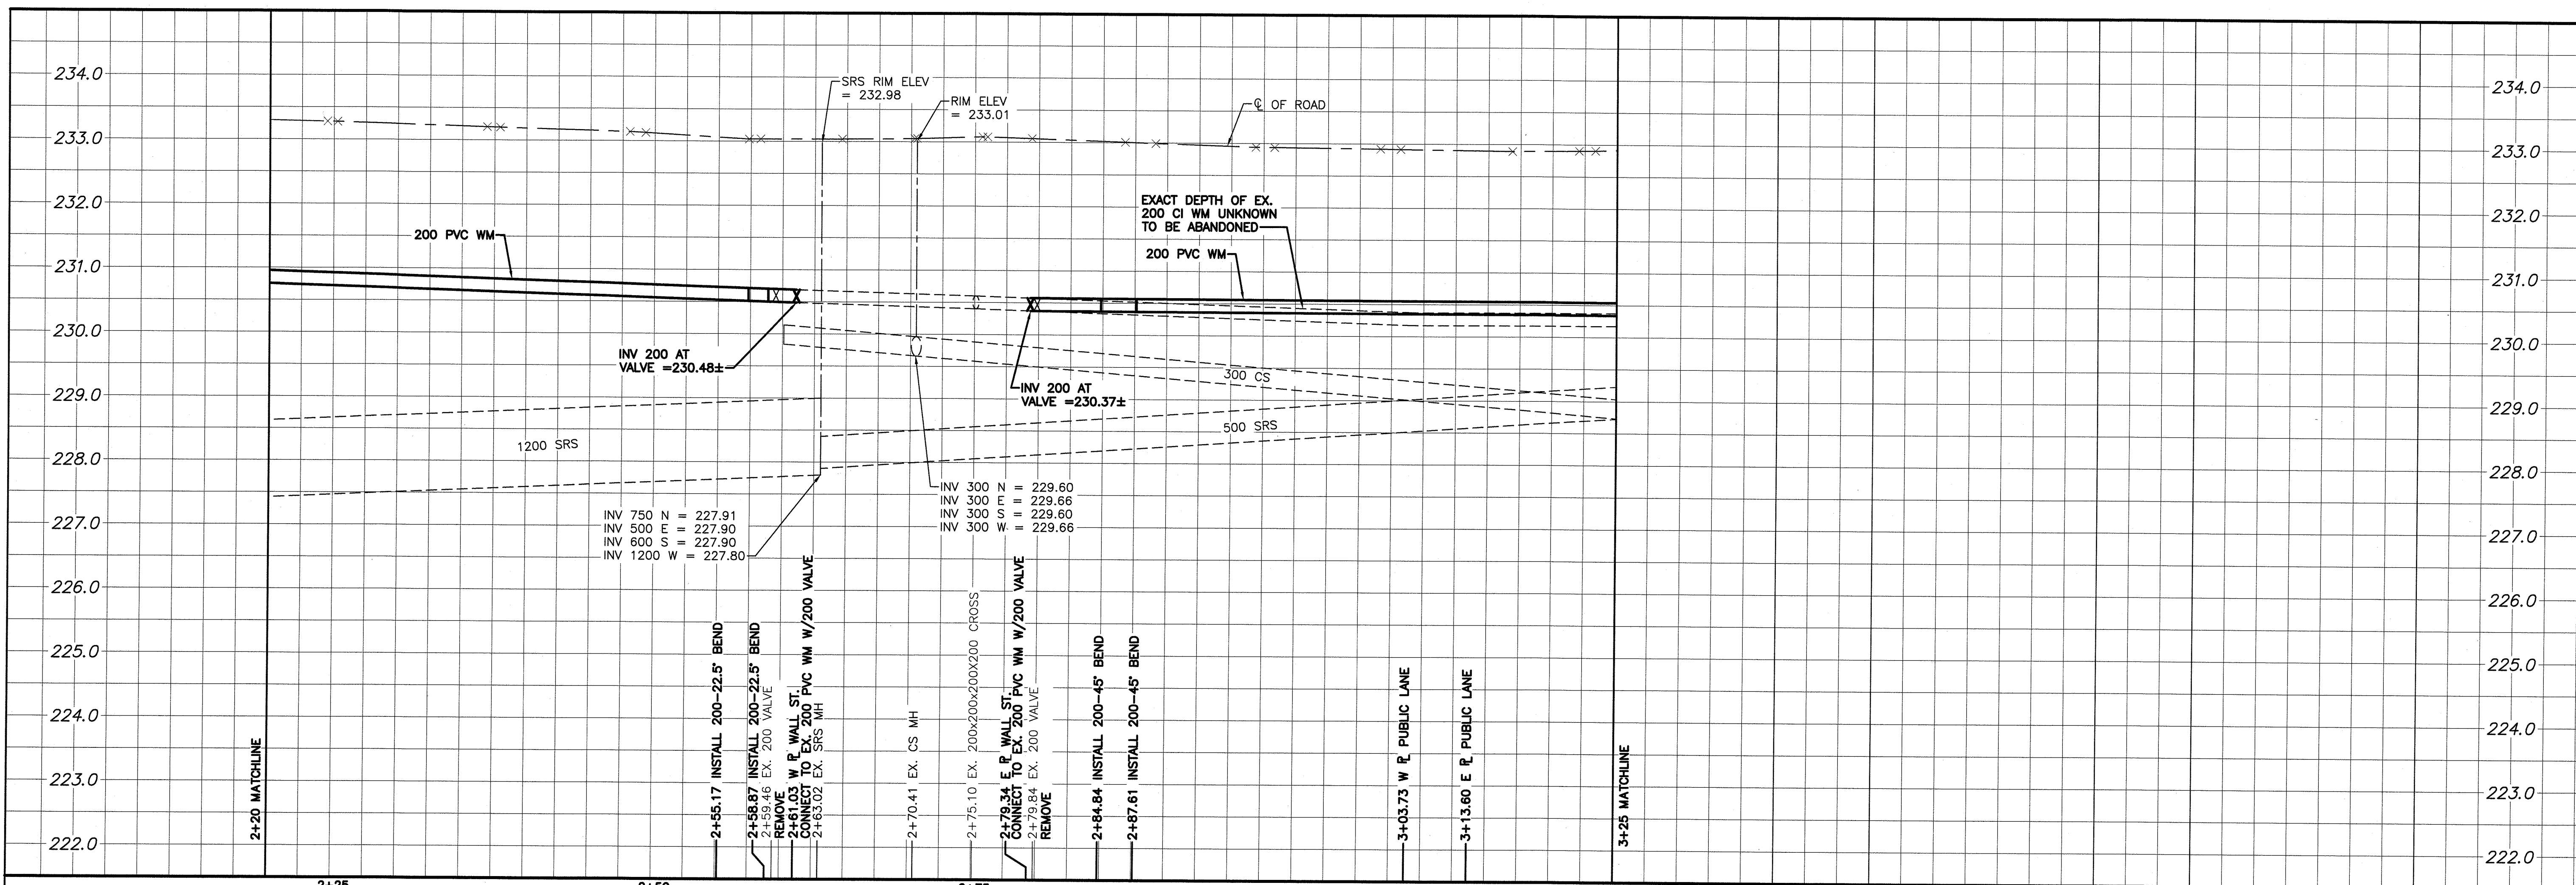 234.0
233.0
232.0
231.0
230.0
229.0
228.0
227.0
226.0
225.0
224.0
223.0
222.0
SRS RIM ELEV
= 232.98
RIM ELEV
= 233.01
℄ OF ROAD
200 PVC WM
EXACT DEPTH OF EX.
200 CI WM UNKNOWN
TO BE ABANDONED
200 PVC WM
INV 200 AT
VALVE =230.48±
INV 200 AT
VALVE =230.37±
300 CS
1200 SRS
500 SRS
INV 750 N = 227.91
INV 500 E = 227.90
INV 600 S = 227.90
INV 1200 W = 227.80
INV 300 N = 229.60
INV 300 E = 229.66
INV 300 S = 229.60
INV 300 W = 229.66
2+20 MATCHLINE
2+55.17 INSTALL 200-22.5° BEND
2+58.87 INSTALL 200-22.5° BEND
2+59.46 EX. 200 VALVE
REMOVE
2+61.03 W PL WALL ST.
CONNECT TO EX. 200 PVC WM W/200 VALVE
2+63.02 EX. SRS MH
2+70.41 EX. CS MH
2+75.10 EX. 200x200x200X200 CROSS
2+79.34 E PL WALL ST.
CONNECT TO EX. 200 PVC WM W/200 VALVE
2+79.84 EX. 200 VALVE
REMOVE
2+84.84 INSTALL 200-45° BEND
2+87.61 INSTALL 200-45° BEND
3+03.73 W PL PUBLIC LANE
3+13.60 E PL PUBLIC LANE
3+25 MATCHLINE
234.0
233.0
232.0
231.0
230.0
229.0
228.0
227.0
226.0
225.0
224.0
223.0
222.0